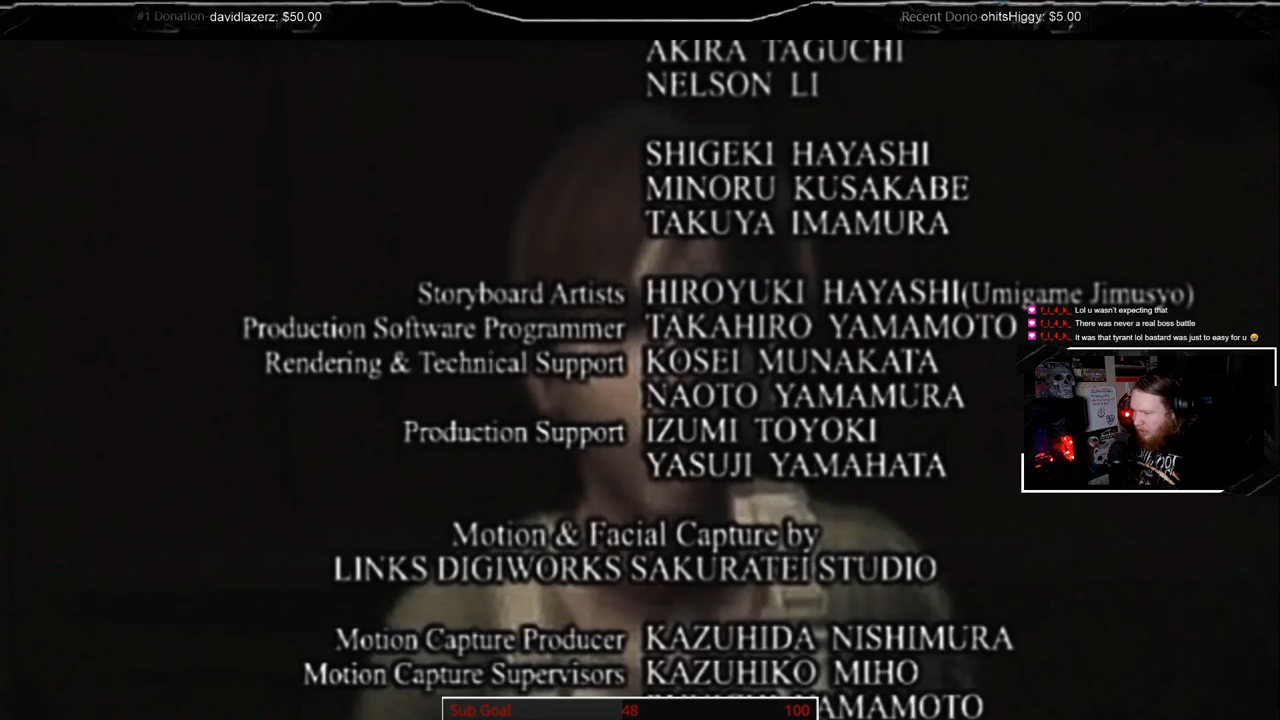 #1 Donation-davidlazerz: $50.00
Recent Dono-ohitsHiggy: $5.00
AKIRA TAGUCHI
NELSON LI
SHIGEKI HAYASHI
MINORU KUSAKABE
TAKUYA IMAMURA
Storyboard Artists HIROYUKI HAYASHI(Umigame Jimusyo)
Production Software Programmer TAKAHIRO YAMAMOTO
Rendering & Technical Support KOSEI MUNAKATA
NAOTO YAMAMURA
Production Support IZUMI TOYOKI
YASUJI YAMAHATA
Motion & Facial Capture by
LINKS DIGIWORKS SAKURATEI STUDIO
Motion Capture Producer KAZUHIDA NISHIMURA
Motion Capture Supervisors KAZUHIKO MIHO
Lol u wasn't expecting that
There was never a real boss battle
It was that tyrant lol bastard was just to easy for u 😅
Sub Goal 48 100